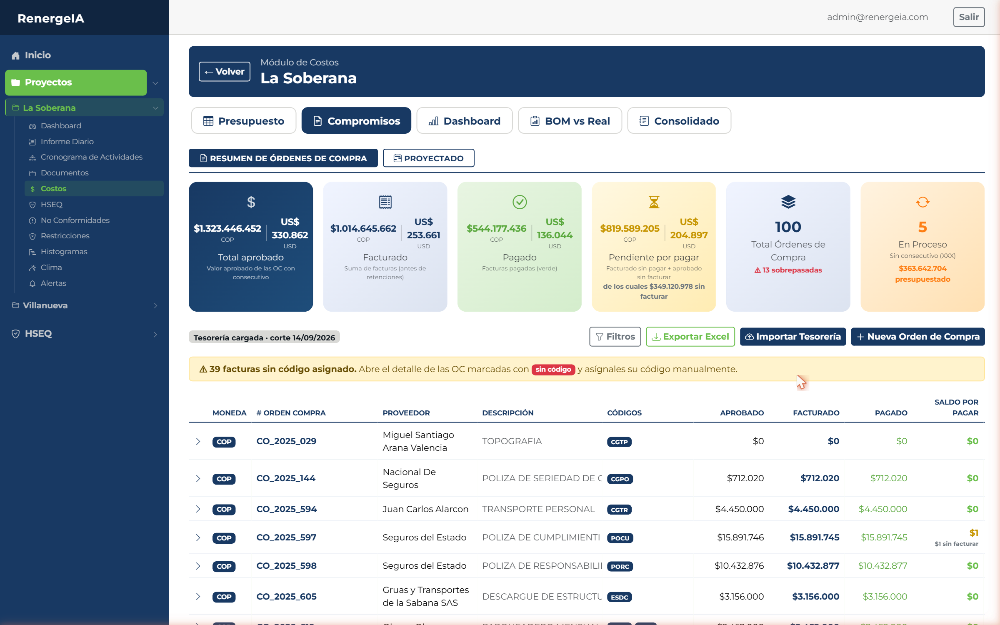 RenergeIA
admin@renergeia.com
Salir
Inicio
Proyectos
La Soberana
Dashboard
Informe Diario
Cronograma de Actividades
Documentos
Costos
HSEQ
No Conformidades
Restricciones
Histogramas
Clima
Alertas
Villanueva
HSEQ
← Volver
Módulo de Costos
La Soberana
Presupuesto
Compromisos
Dashboard
BOM vs Real
Consolidado
RESUMEN DE ÓRDENES DE COMPRA
PROYECTADO
$1.323.446.452
COP
US$
330.862
USD
Total aprobado
Valor aprobado de las OC con
consecutivo
$1.014.645.662
COP
US$
253.661
USD
Facturado
Suma de facturas (antes de
retenciones)
$544.177.436
COP
US$
136.044
USD
Pagado
Facturas pagadas (verde)
$819.589.205
COP
US$
204.897
USD
Pendiente por pagar
Facturado sin pagar + aprobado
sin facturar
de los cuales $349.120.978 sin
facturar
100
Total Órdenes de
Compra
13 sobrepasadas
5
En Proceso
Sin consecutivo (XXX)
$363.642.704
presupuestado
Tesorería cargada · corte 14/09/2026
Filtros
Exportar Excel
Importar Tesorería
+ Nueva Orden de Compra
39 facturas sin código asignado. Abre el detalle de las OC marcadas con sin código y asígnales su código manualmente.
MONEDA # ORDEN COMPRA PROVEEDOR DESCRIPCIÓN CÓDIGOS APROBADO FACTURADO PAGADO SALDO POR
PAGAR
COP CO_2025_029 Miguel Santiago
Arana Valencia TOPOGRAFIA CGTP $0 $0 $0 $0
COP CO_2025_144 Nacional De
Seguros POLIZA DE SERIEDAD DE CGPO $712.020 $712.020 $712.020 $0
COP CO_2025_594 Juan Carlos Alarcon TRANSPORTE PERSONAL CGTR $4.450.000 $4.450.000 $4.450.000 $0
COP CO_2025_597 Seguros del Estado POLIZA DE CUMPLIMIENTI POCU $15.891.746 $15.891.745 $15.891.745 $1
$1 sin facturar
COP CO_2025_598 Seguros del Estado POLIZA DE RESPONSABILI PORC $10.432.876 $10.432.877 $10.432.877 $0
COP CO_2025_605 Gruas y Transportes
de la Sabana SAS DESCARGUE DE ESTRUCTU ESDC $3.156.000 $3.156.000 $3.156.000 $0